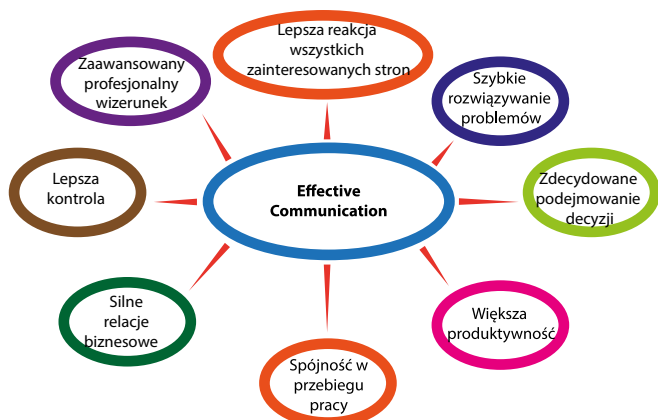 Lepsza reakcja
wszystkich
zainteresowanych stron
Zaawansowany
profesjonalny
wizerunek
Szybkie
rozwiązywanie
problemów
Lepsza
kontrola
Effective
Communication
Zdecydowane
podejmowanie
decyzji
Silne
relacje
biznesowe
Większa
produktywność
Spójność w
przebiegu
pracy